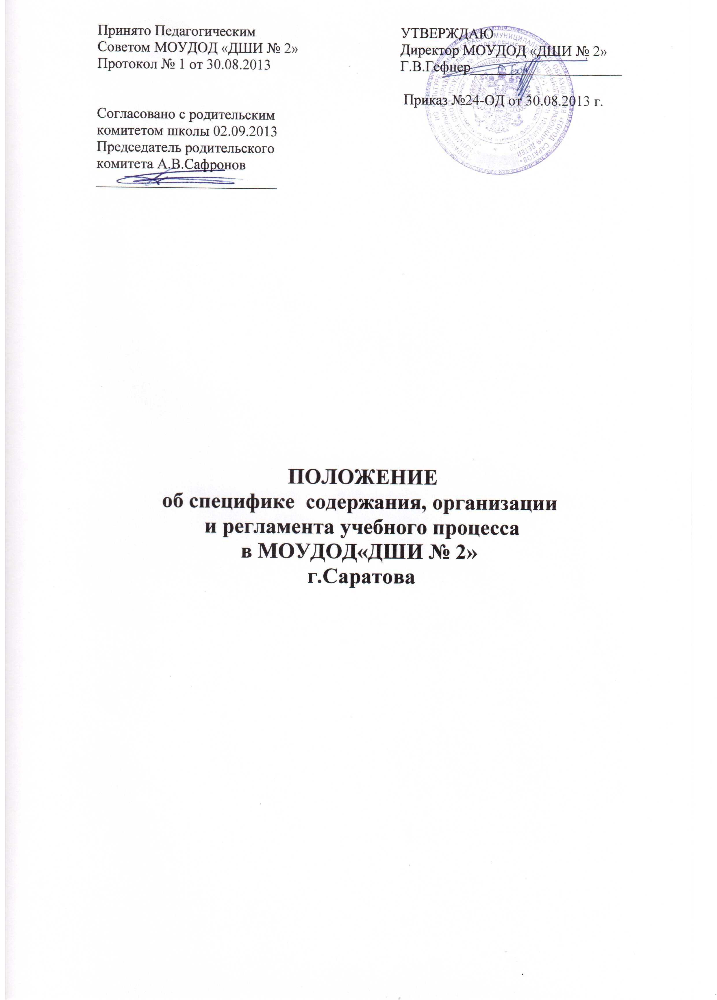 Принято Педагогическим
Советом МОУДОД «ДШИ № 2»
Протокол № 1 от 30.08.2013
Согласовано с родительским
комитетом школы 02.09.2013
Председатель родительского
комитета А.В.Сафронов
УТВЕРЖДАЮ
Директор МОУДОД «ДШИ № 2»
Г.В.Гефнер
Приказ №24-ОД от 30.08.2013 г.
ПОЛОЖЕНИЕ
об специфике содержания, организации
и регламента учебного процесса
в МОУДОД«ДШИ № 2»
г.Саратова